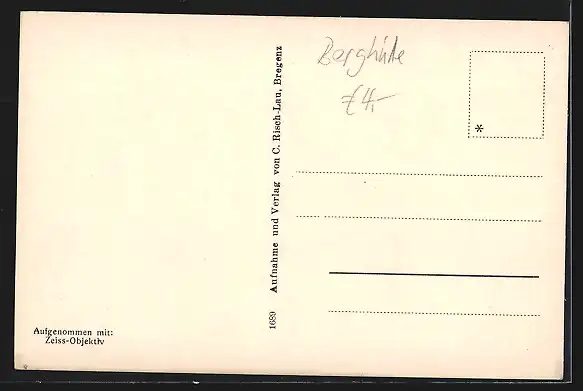 Berghütte
€ 4,-
*
1689 Aufnahme und Verlag von C. Risch-Lau, Bregenz
Aufgenommen mit:
Zeiss-Objektiv